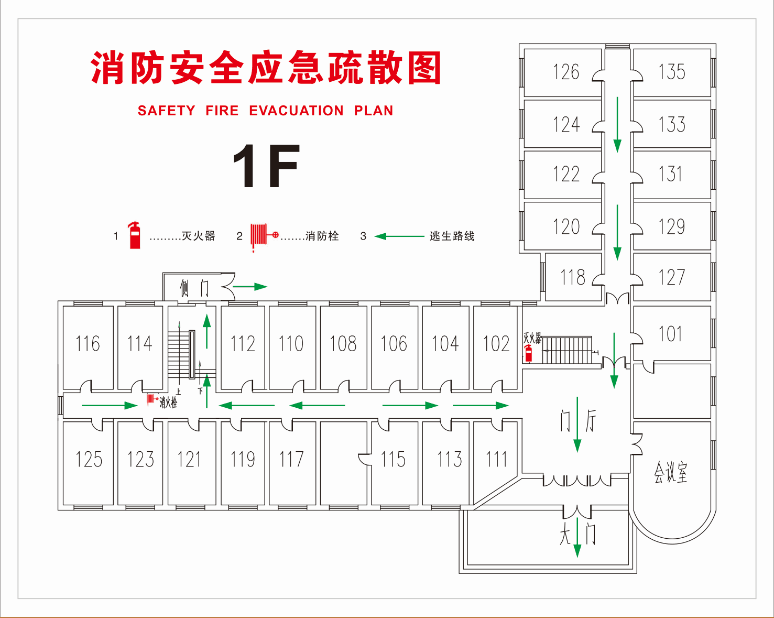 消防安全应急疏散图
SAFETY FIRE EVACUATION PLAN
1F
1 .........灭火器 2 .......消防栓 3 逃生路线
126 135
124 133
122 131
120 129
118 127
侧 门
116 114 112 110 108 106 104 102 灭火器 101
上 下 上
消火栓
门 厅
125 123 121 119 117 115 113 111 会议室
大 门